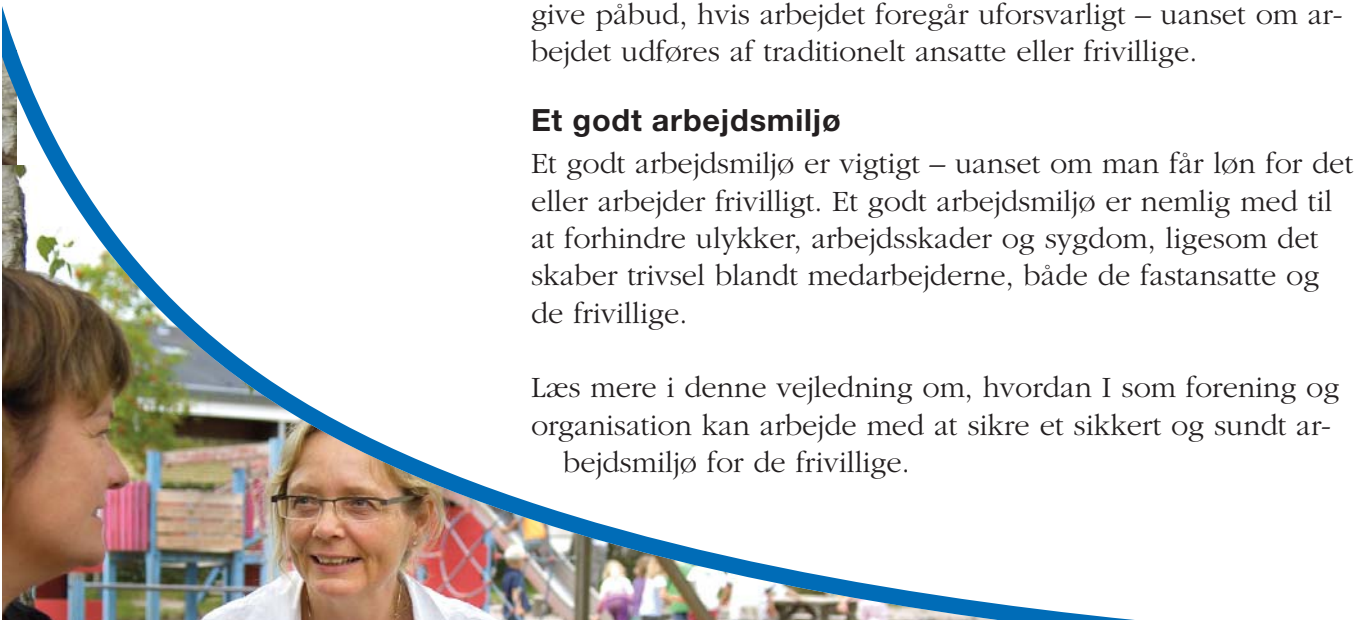 give påbud, hvis arbejdet foregår uforsvarligt – uanset om ar-
bejdet udføres af traditionelt ansatte eller frivillige.
Et godt arbejdsmiljø
Et godt arbejdsmiljø er vigtigt – uanset om man får løn for det
eller arbejder frivilligt. Et godt arbejdsmiljø er nemlig med til
at forhindre ulykker, arbejdsskader og sygdom, ligesom det
skaber trivsel blandt medarbejderne, både de fastansatte og
de frivillige.
Læs mere i denne vejledning om, hvordan I som forening og
organisation kan arbejde med at sikre et sikkert og sundt ar-
bejdsmiljø for de frivillige.